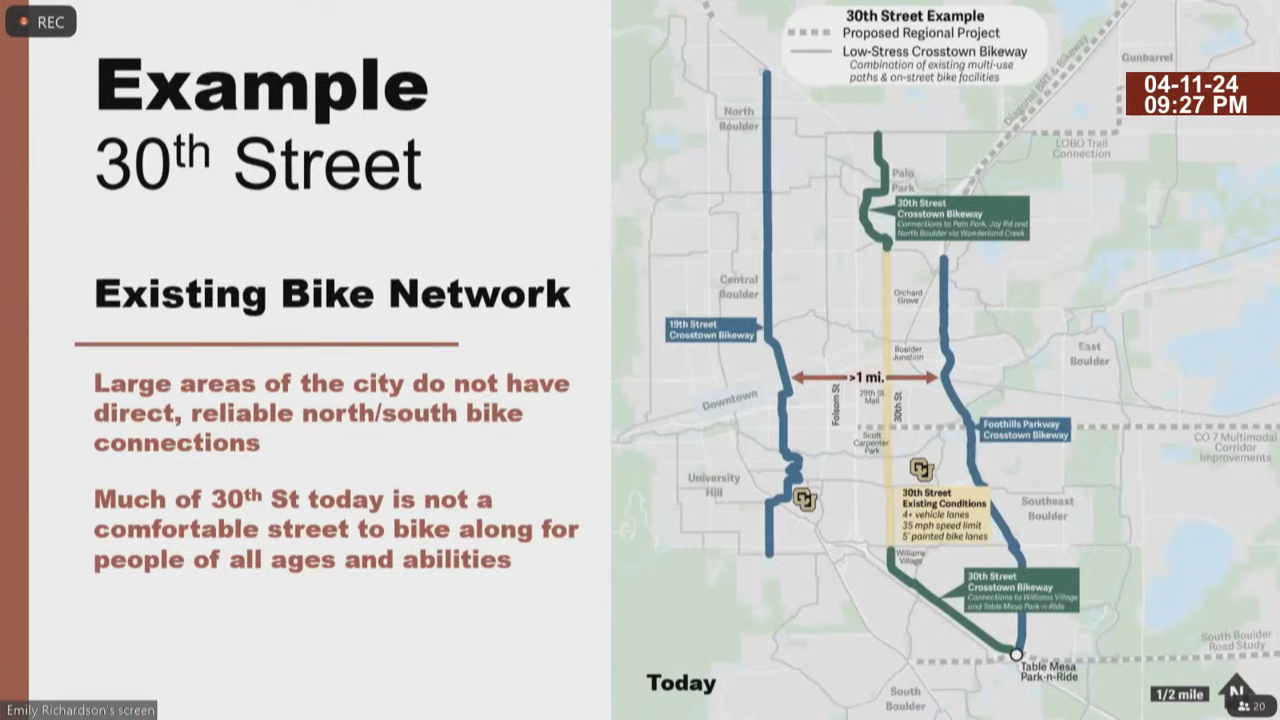 REC
Example
30th Street
Existing Bike Network
Large areas of the city do not have
direct, reliable north/south bike
connections
Much of 30th St today is not a
comfortable street to bike along for
people of all ages and abilities
Emily Richardson's screen
30th Street Example
Proposed Regional Project
Low-Stress Crosstown Bikeway
Combination of existing multi-use
paths & on-street bike facilities
Gunbarrel
04-11-24
09:27 PM
Diagonal BRT & Bikeway
North
Boulder
LOBO Trail
Connection
Palo
Park
30th Street
Crosstown Bikeway
Connections to Palo Park, Jay Rd and
North Boulder via Wonderland Creek
Central
Boulder
Orchard
Grove
19th Street
Crosstown Bikeway
Boulder
Junction
East
Boulder
>1 mi.
Downtown
Folsom St
29th St
Mall
30th St
Scott
Carpenter
Park
Foothills Parkway
Crosstown Bikeway
CO 7 Multimodal
Corridor
Improvements
University
Hill
CU
CU
30th Street
Existing Conditions
4+ vehicle lanes
35 mph speed limit
5' painted bike lanes
Southeast
Boulder
Williams
Village
30th Street
Crosstown Bikeway
Connections to Williams Village
and Table Mesa Park-n-Ride
South Boulder
Road Study
Table Mesa
Park-n-Ride
Today
South
Boulder
1/2 mile
N
20